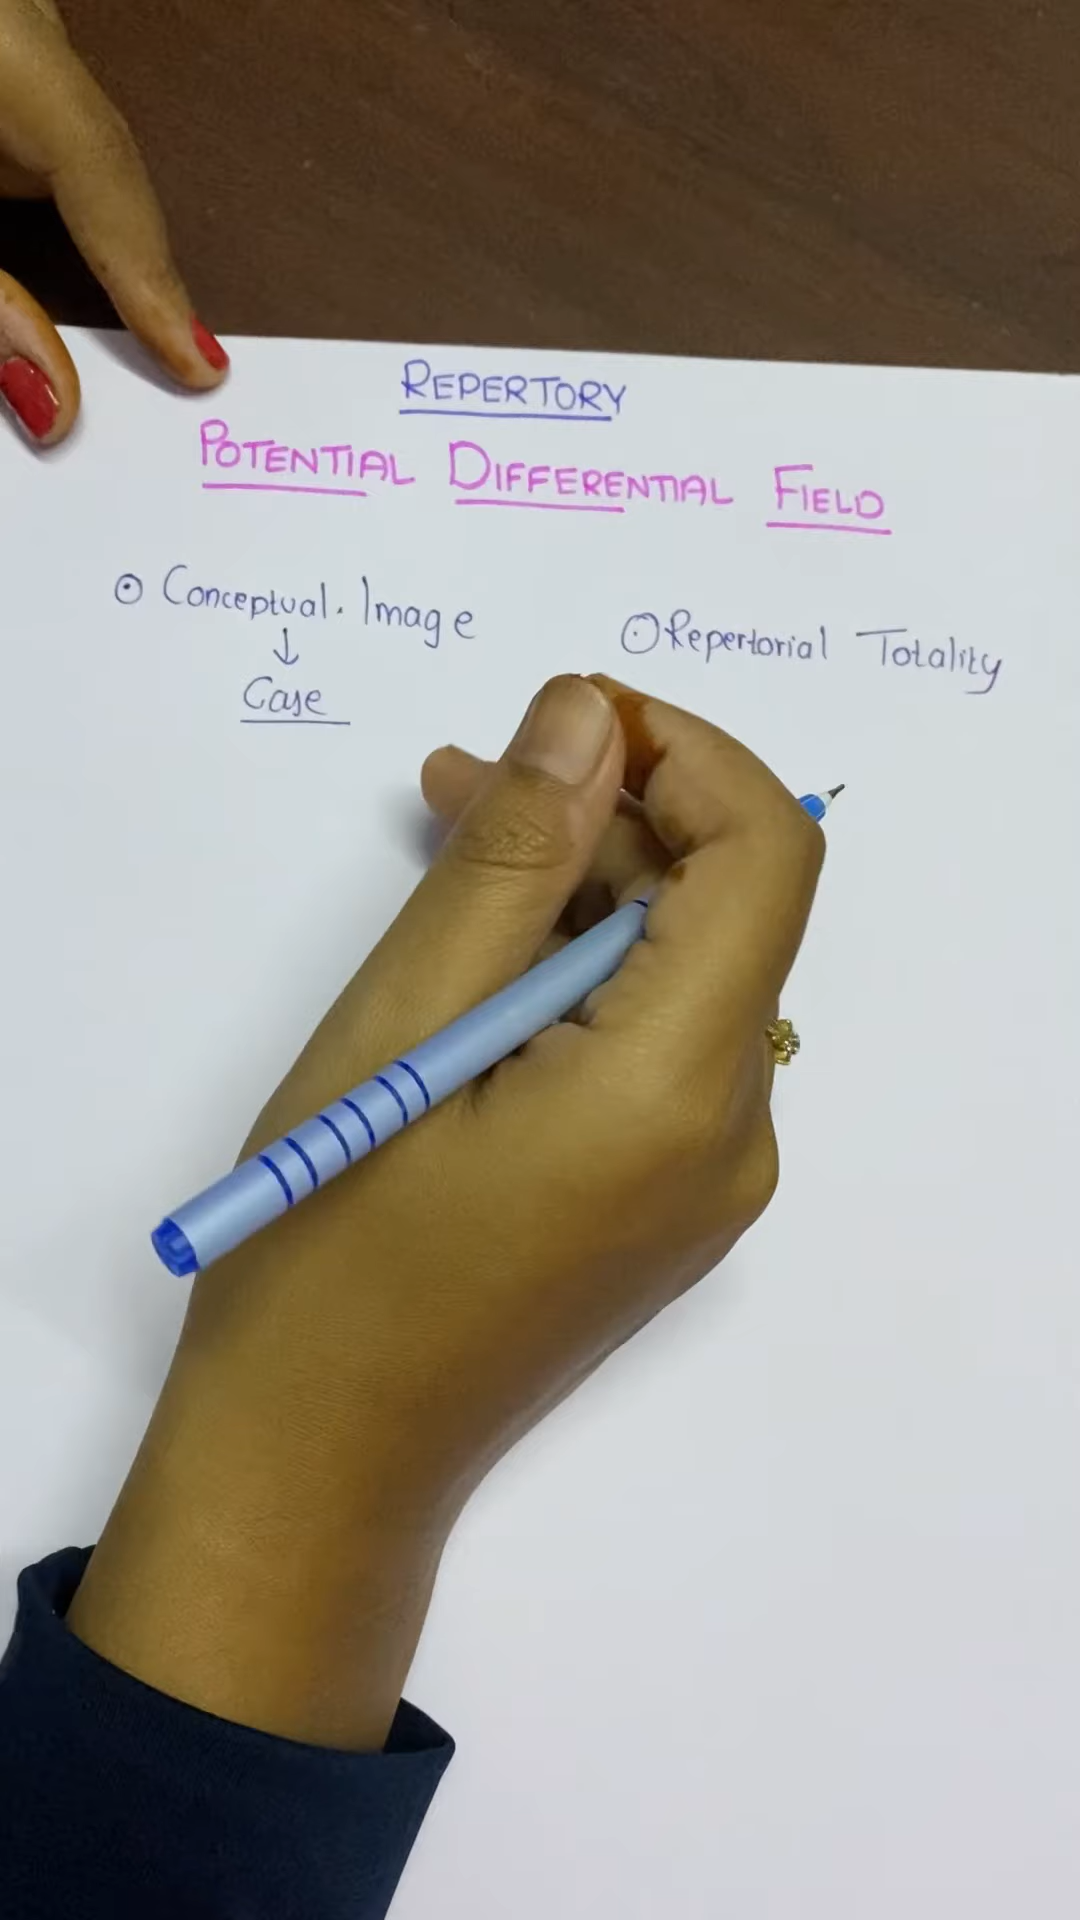 REPERTORY
POTENTIAL DIFFERENTIAL FIELD
⊙ Conceptual. Image
⊙ Repertorial Totality
↓
Case